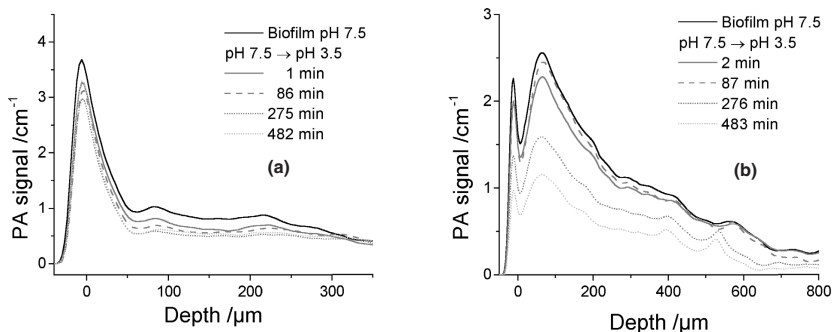 PA signal /cm⁻¹
4
3
2
1
0
Biofilm pH 7.5
pH 7.5 → pH 3.5
1 min
86 min
275 min
482 min
(a)
0 100 200 300
Depth /µm
PA signal /cm⁻¹
3
2
1
0
Biofilm pH 7.5
pH 7.5 → pH 3.5
2 min
87 min
276 min
483 min
(b)
0 200 400 600 800
Depth /µm